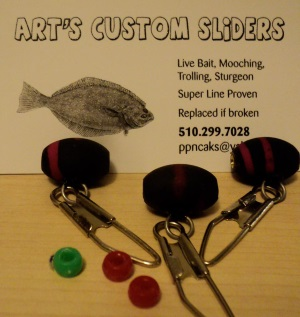 ART'S CUSTOM SLIDERS
Live Bait, Mooching,
Trolling, Sturgeon
Super Line Proven
Replaced if broken
510.299.7028